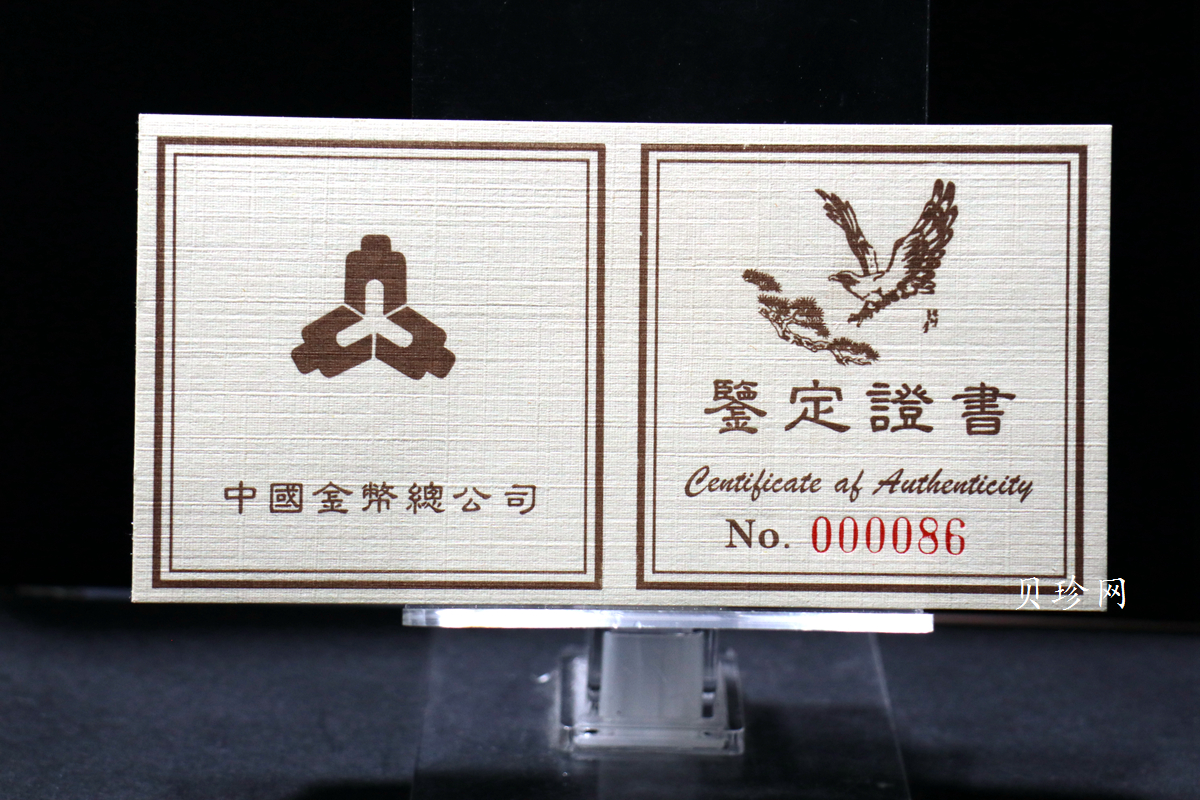 中國金幣總公司
鑒定證書
Centificate af Authenticity
No. 000086
贝珍网